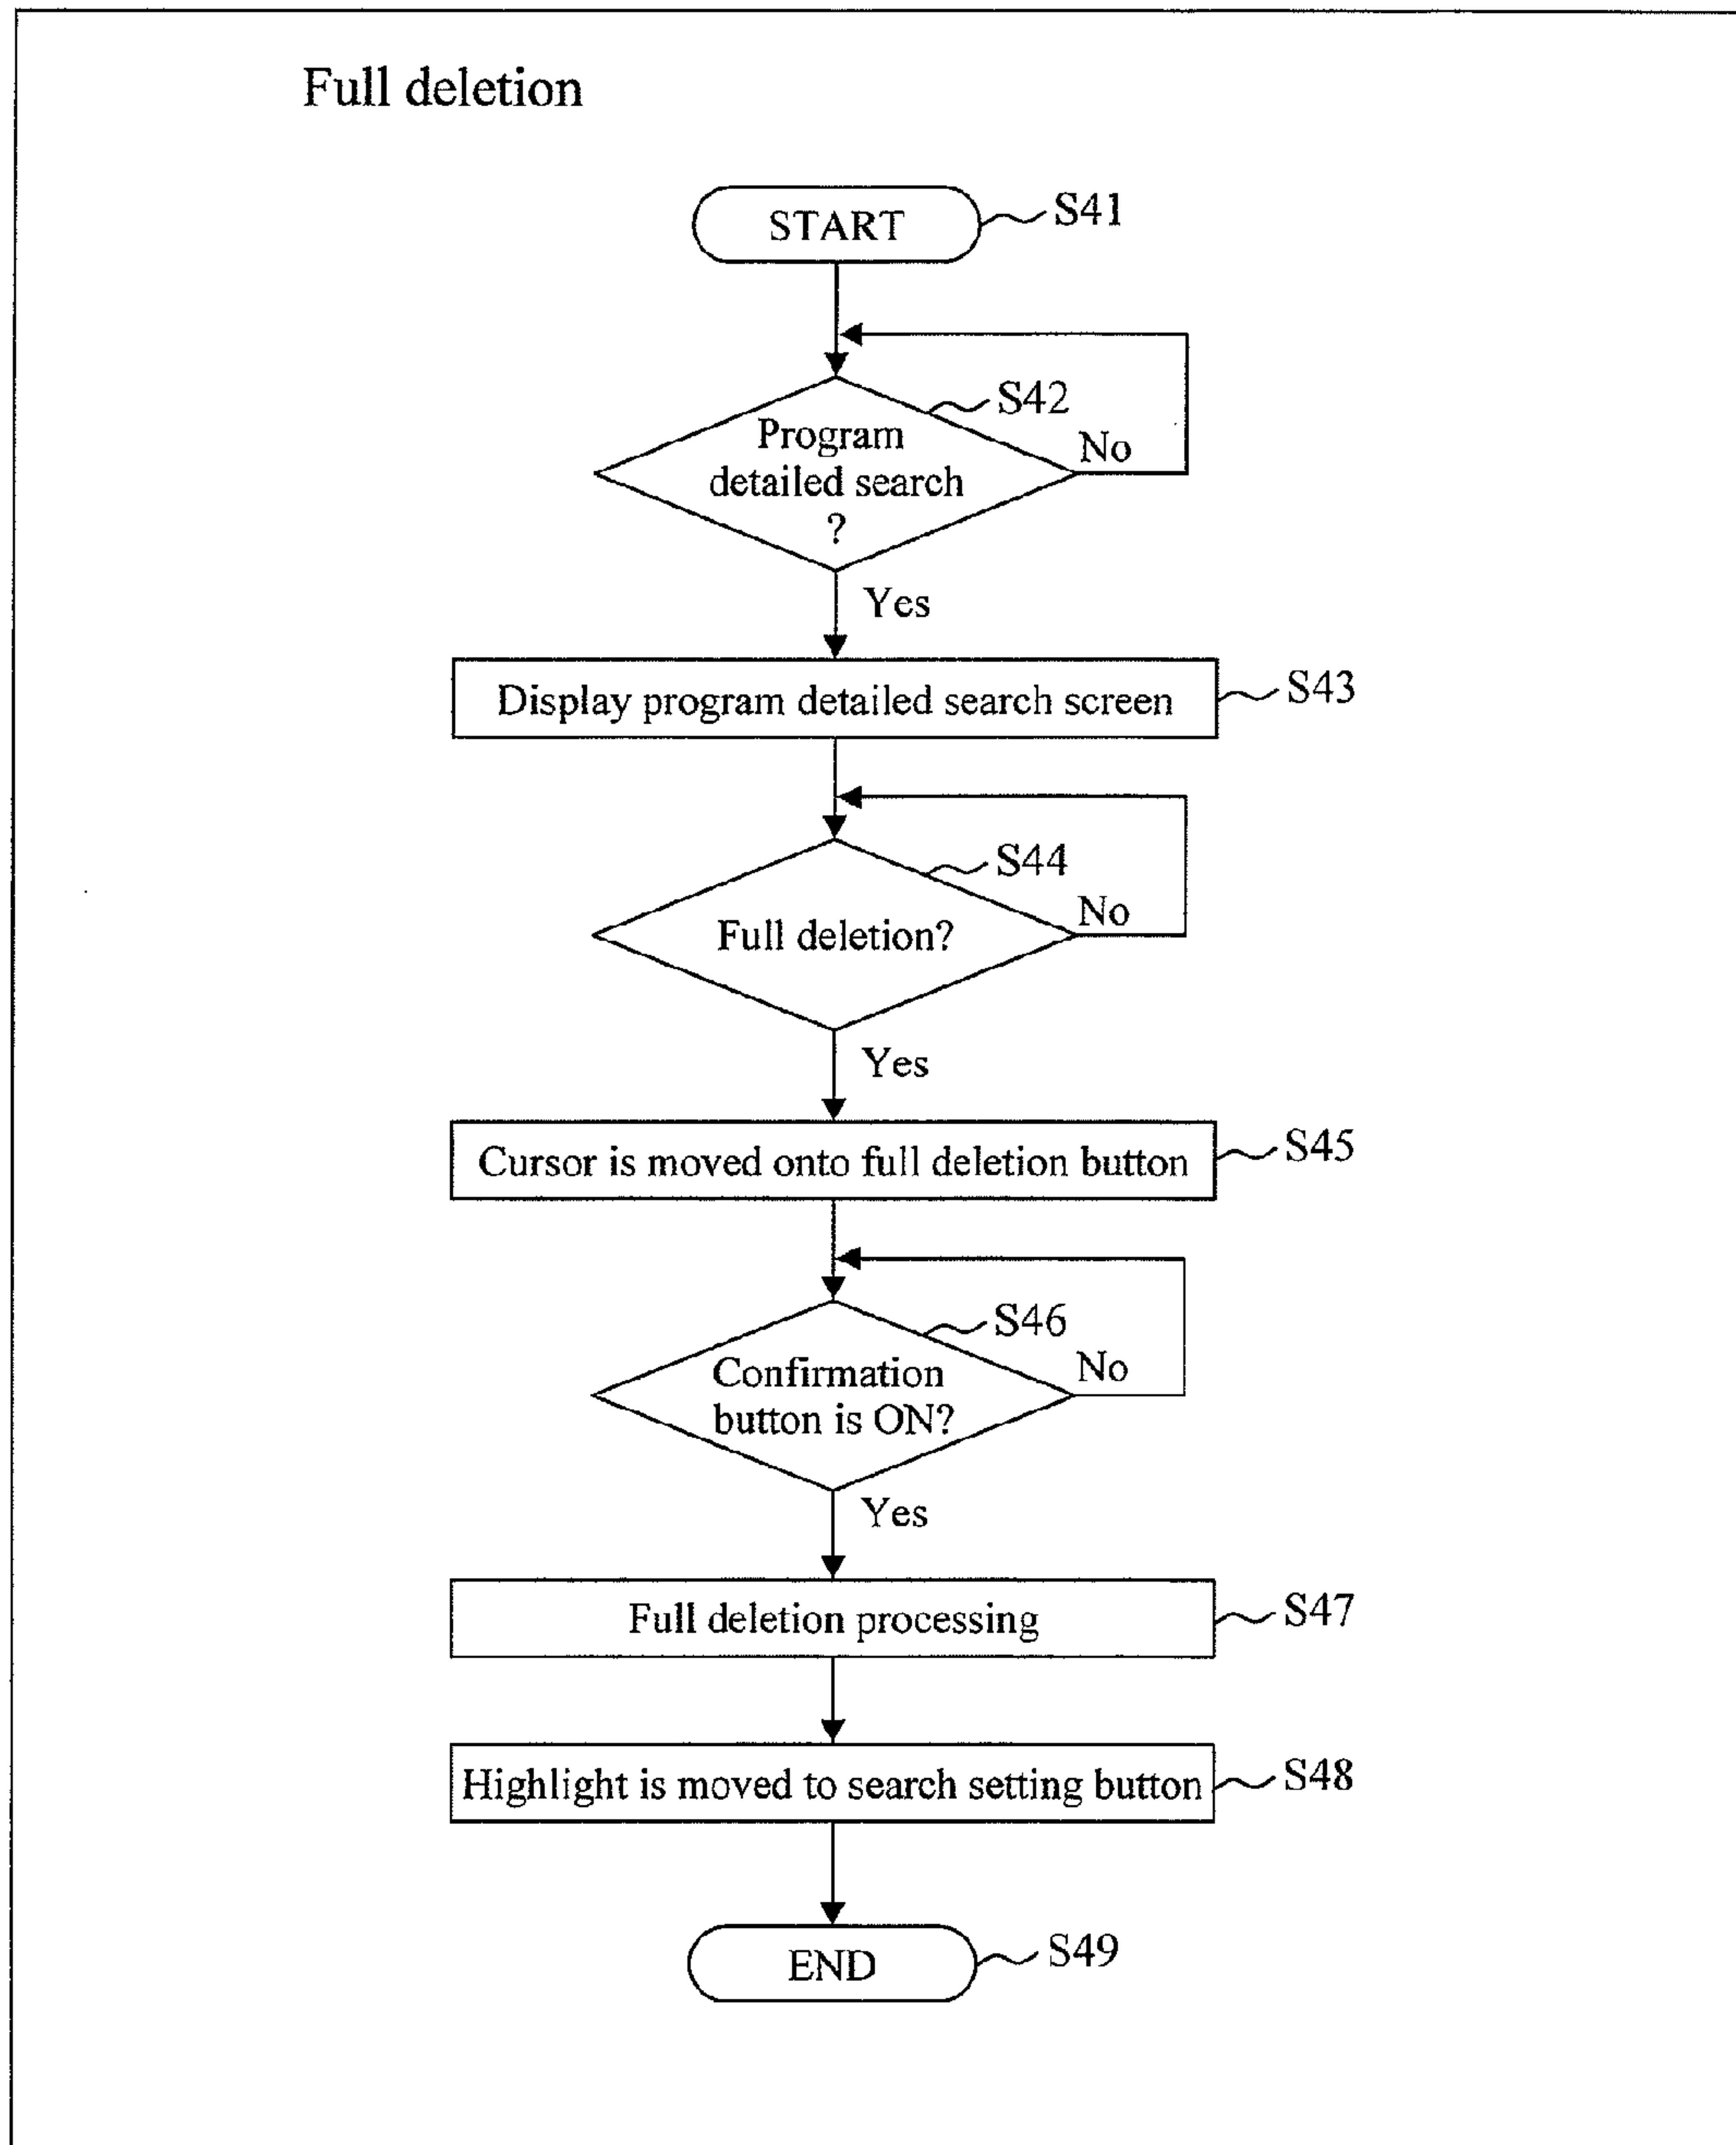 Full deletion
START
S41
S42
Program
detailed search
?
No
Yes
Display program detailed search screen
S43
S44
Full deletion?
No
Yes
Cursor is moved onto full deletion button
S45
S46
Confirmation
button is ON?
No
Yes
Full deletion processing
S47
Highlight is moved to search setting button
S48
END
S49